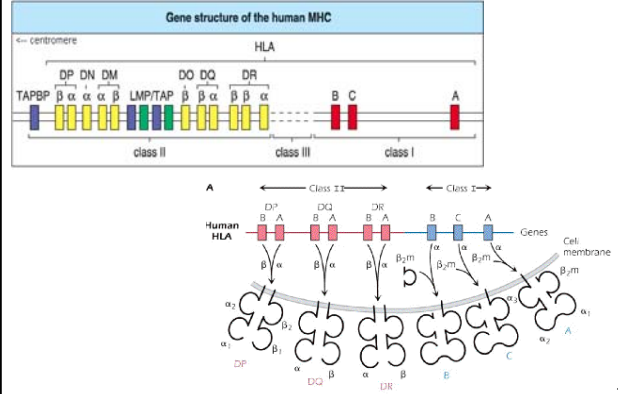 Gene structure of the human MHC
<-- centromere
HLA
DP DN DM DO DQ DR
TAPBP β α α α β LMP/TAP β β α β β α B C A
class II class III class I
A Class II Class I
DP DQ DR
Human HLA B A B A B A B C A Genes
Cell membrane
β α β α β α β₂m α β₂m α β₂m α β₂m
α₂ β₂ α₃ α₁
α₁ β₁ α₂ A
DP α β α β B C
DQ DR